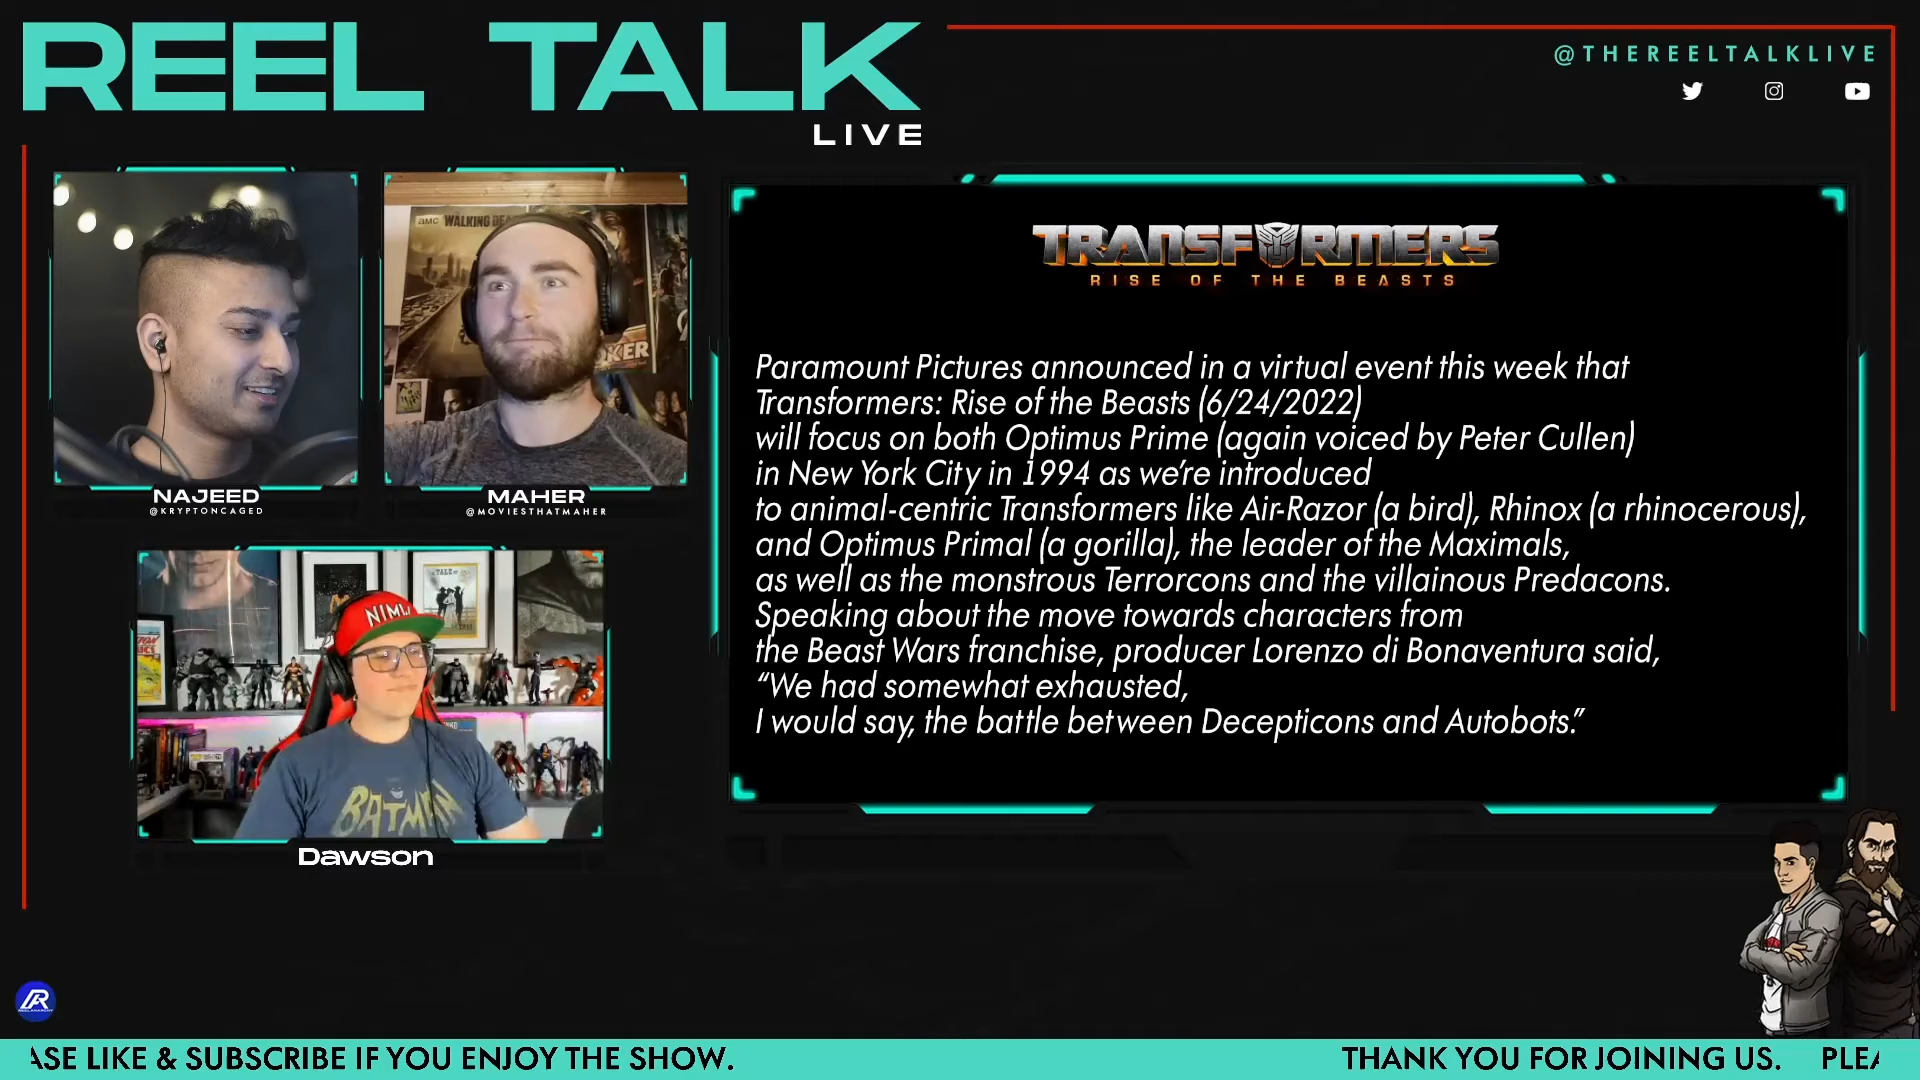 REEL TALK
LIVE
@THEREELTALKLIVE
amc WALKING DEAD
OKER
NAJEED
@KRYPTONCAGED
MAHER
@MOVIESTHATMAHER
NIMW
BATMAN
Dawson
TRANSFORMERS
RISE OF THE BEASTS
Paramount Pictures announced in a virtual event this week that
Transformers: Rise of the Beasts (6/24/2022)
will focus on both Optimus Prime (again voiced by Peter Cullen)
in New York City in 1994 as we’re introduced
to animal-centric Transformers like Air-Razor (a bird), Rhinox (a rhinocerous),
and Optimus Primal (a gorilla), the leader of the Maximals,
as well as the monstrous Terrorcons and the villainous Predacons.
Speaking about the move towards characters from
the Beast Wars franchise, producer Lorenzo di Bonaventura said,
“We had somewhat exhausted,
I would say, the battle between Decepticons and Autobots.”
ASE LIKE & SUBSCRIBE IF YOU ENJOY THE SHOW. THANK YOU FOR JOINING US. PLEA